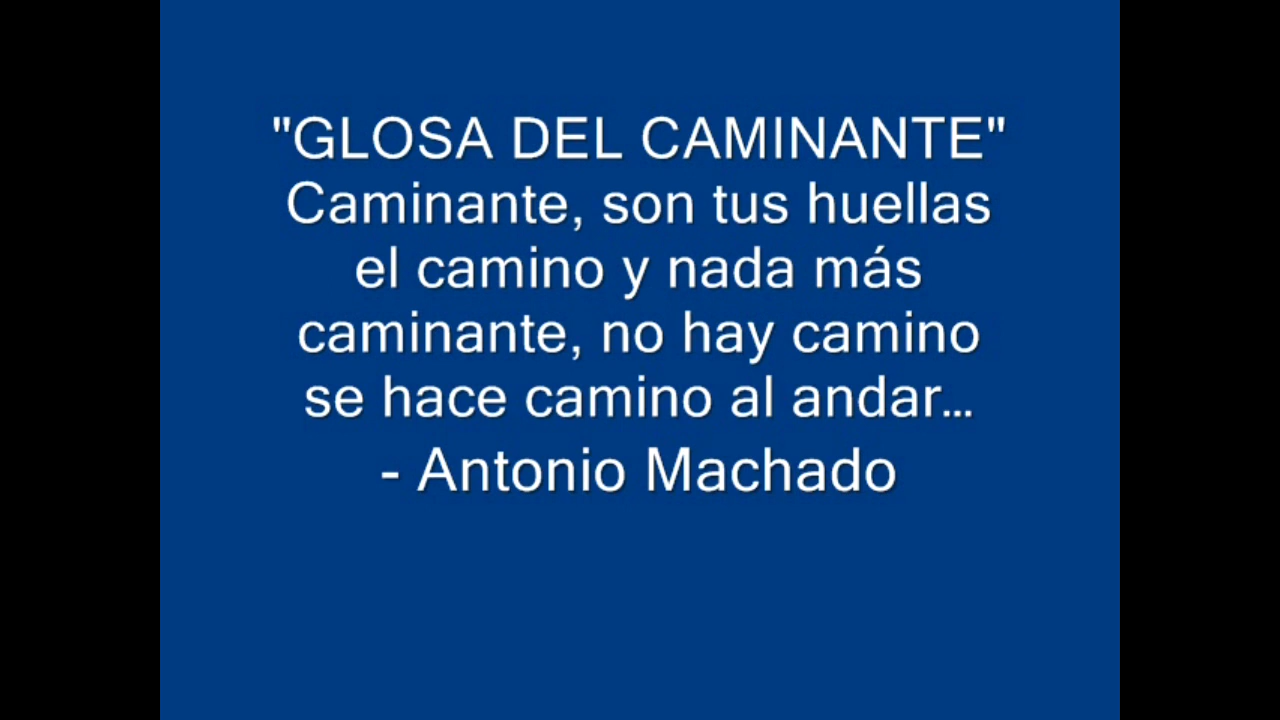 "GLOSA DEL CAMINANTE"
Caminante, son tus huellas
el camino y nada más
caminante, no hay camino
se hace camino al andar...
- Antonio Machado